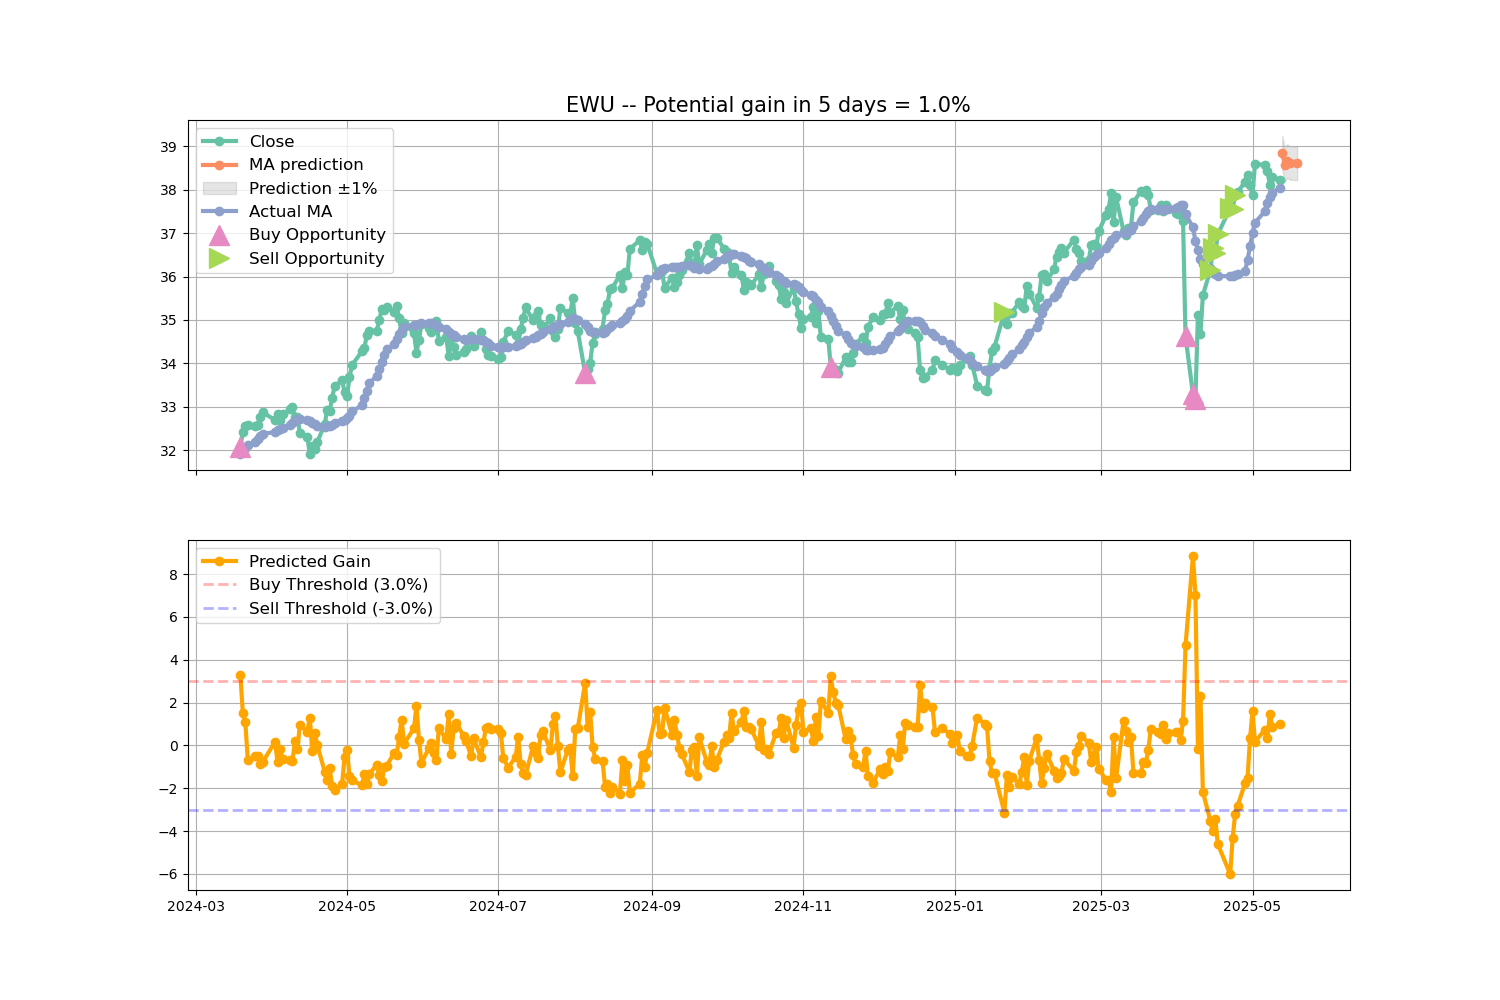 EWU -- Potential gain in 5 days = 1.0%
Close
MA prediction
Prediction ±1%
Actual MA
Buy Opportunity
Sell Opportunity
39
38
37
36
35
34
33
32
Predicted Gain
Buy Threshold (3.0%)
Sell Threshold (-3.0%)
8
6
4
2
0
−2
−4
−6
2024-03 2024-05 2024-07 2024-09 2024-11 2025-01 2025-03 2025-05